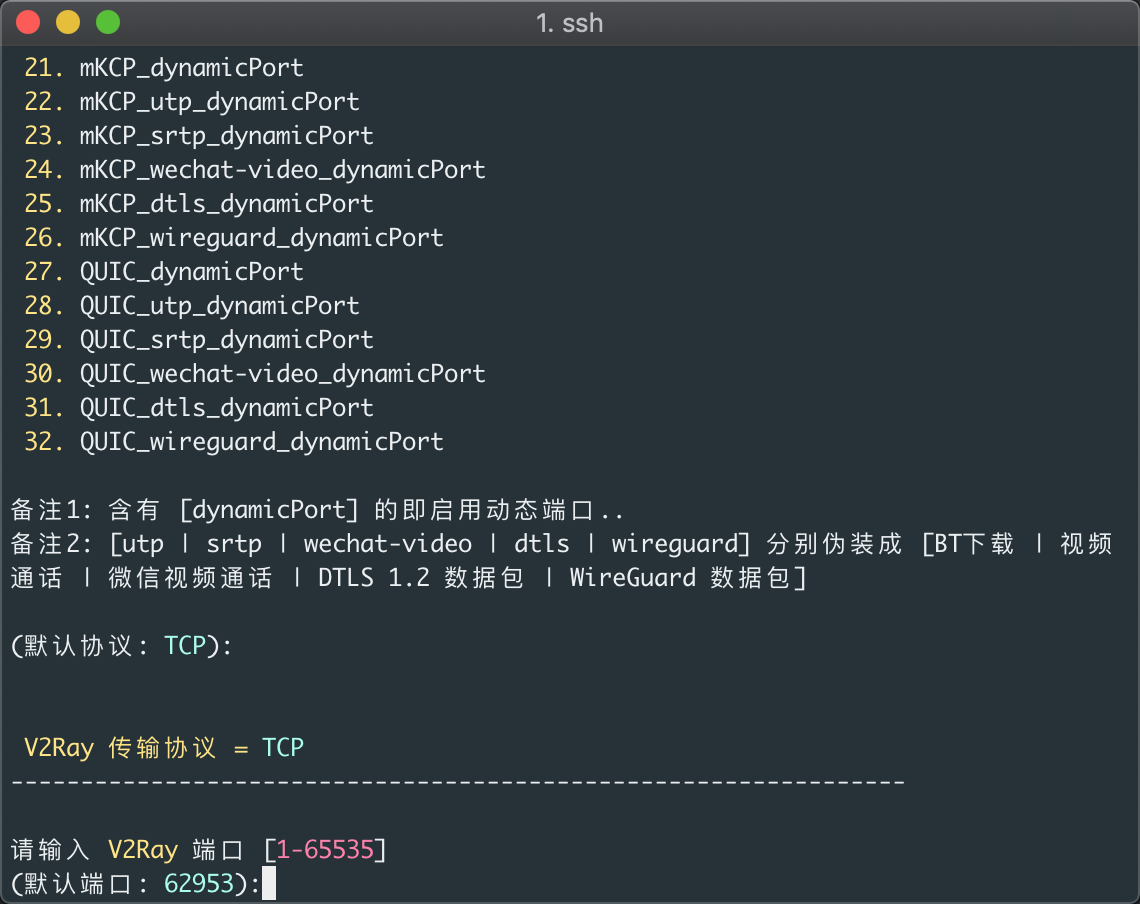 1. ssh
21. mKCP_dynamicPort
22. mKCP_utp_dynamicPort
23. mKCP_srtp_dynamicPort
24. mKCP_wechat-video_dynamicPort
25. mKCP_dtls_dynamicPort
26. mKCP_wireguard_dynamicPort
27. QUIC_dynamicPort
28. QUIC_utp_dynamicPort
29. QUIC_srtp_dynamicPort
30. QUIC_wechat-video_dynamicPort
31. QUIC_dtls_dynamicPort
32. QUIC_wireguard_dynamicPort
备注1: 含有 [dynamicPort] 的即启用动态端口..
备注2: [utp | srtp | wechat-video | dtls | wireguard] 分别伪装成 [BT下载 | 视频
通话 | 微信视频通话 | DTLS 1.2 数据包 | WireGuard 数据包]
(默认协议: TCP):
V2Ray 传输协议 = TCP
----------------------------------------------------------------
请输入 V2Ray 端口 [1-65535]
(默认端口: 62953):